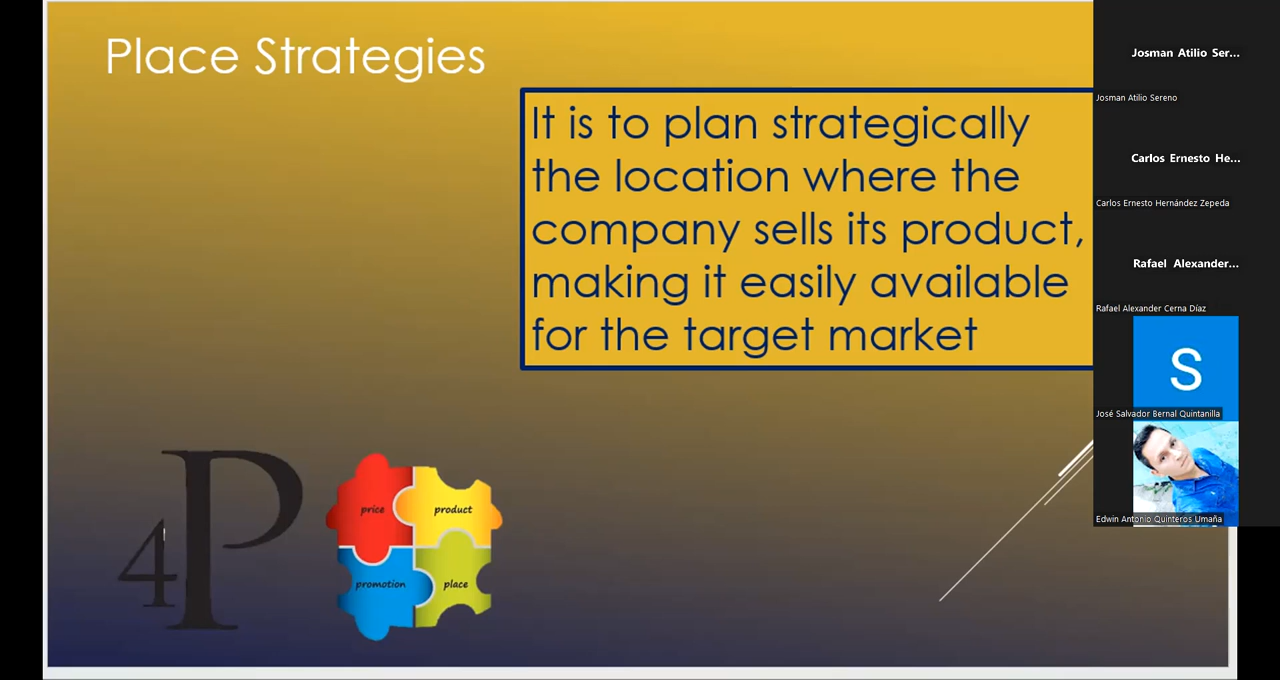 Place Strategies
It is to plan strategically
the location where the
company sells its product,
making it easily available
for the target market
4P
price
product
promotion
place
Josman Atilio Ser...
Josman Atilio Sereno
Carlos Ernesto He...
Carlos Ernesto Hernández Zepeda
Rafael Alexander...
Rafael Alexander Cerna Díaz
S
José Salvador Bernal Quintanilla
Edwin Antonio Quinteros Umaña